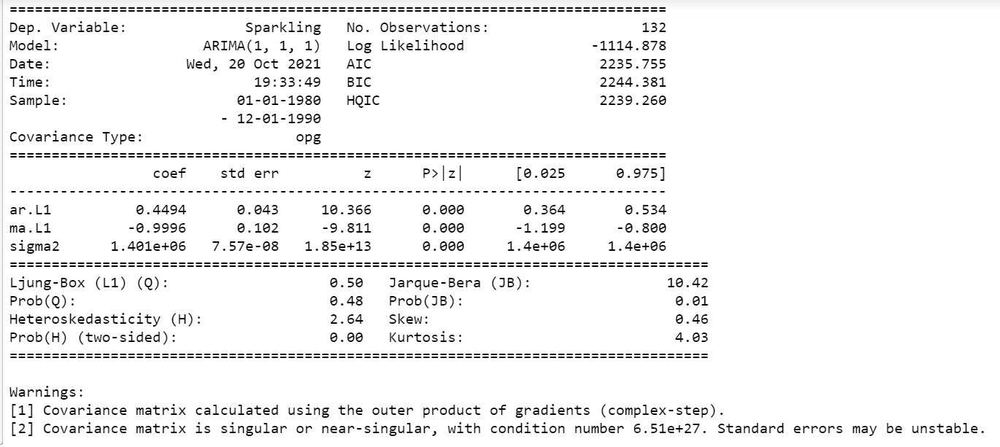 ==============================================================================
Dep. Variable:              Sparkling   No. Observations:                  132
Model:                 ARIMA(1, 1, 1)   Log Likelihood               -1114.878
Date:                Wed, 20 Oct 2021   AIC                           2235.755
Time:                        19:33:49   BIC                           2244.381
Sample:                    01-01-1980   HQIC                          2239.260
                         - 12-01-1990
Covariance Type:                  opg
==============================================================================
                 coef    std err          z      P>|z|      [0.025      0.975]
------------------------------------------------------------------------------
ar.L1          0.4494      0.043     10.366      0.000       0.364       0.534
ma.L1         -0.9996      0.102     -9.811      0.000      -1.199      -0.800
sigma2      1.401e+06   7.57e-08   1.85e+13      0.000     1.4e+06     1.4e+06
===================================================================================
Ljung-Box (L1) (Q):                   0.50   Jarque-Bera (JB):                10.42
Prob(Q):                              0.48   Prob(JB):                         0.01
Heteroskedasticity (H):               2.64   Skew:                             0.46
Prob(H) (two-sided):                  0.00   Kurtosis:                         4.03
===================================================================================
Warnings:
[1] Covariance matrix calculated using the outer product of gradients (complex-step).
[2] Covariance matrix is singular or near-singular, with condition number 6.51e+27. Standard errors may be unstable.